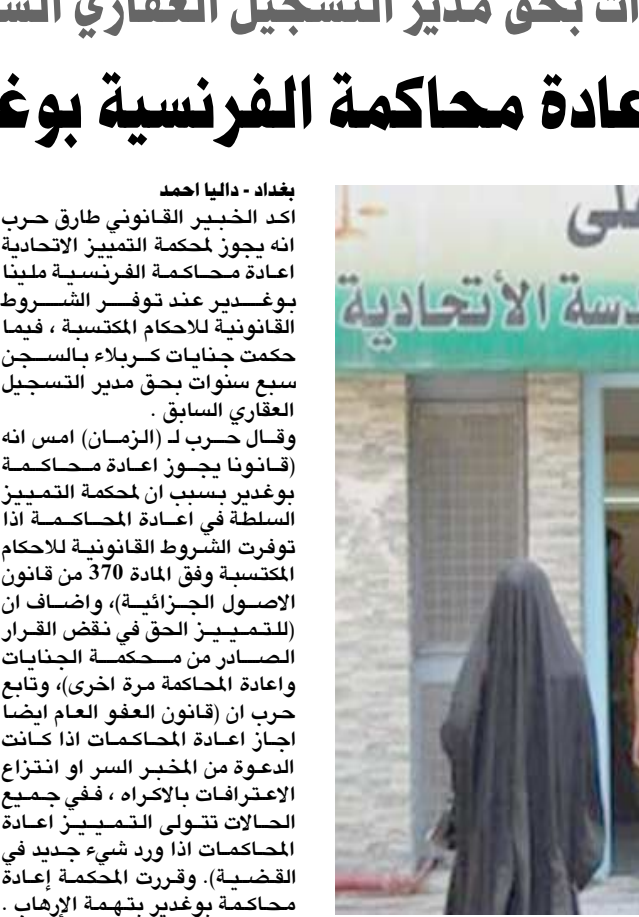 ات بحق مدير التسجيل العقاري الس
عادة محاكمة الفرنسية بوغ
بغداد - داليا احمد
اكد الخبير القانوني طارق حرب
انه يجوز لمحكمة التمييز الاتحادية
اعادة محاكمة الفرنسية ملينا
بوغدير عند توفر الشروط
القانونية للاحكام المكتسبة ، فيما
حكمت جنايات كربلاء بالسجن
سبع سنوات بحق مدير التسجيل
العقاري السابق .
وقال حرب لـ (الزمان) امس انه
(قانونا يجوز اعادة محاكمة
بوغدير بسبب ان لمحكمة التمييز
السلطة في اعادة المحاكمة اذا
توفرت الشروط القانونية للاحكام
المكتسبة وفق المادة 370 من قانون
الاصول الجزائية)، واضاف ان
(للتمييز الحق في نقض القرار
الصادر من محكمة الجنايات
واعادة المحاكمة مرة اخرى)، وتابع
حرب ان (قانون العفو العام ايضا
اجاز اعادة المحاكمات اذا كانت
الدعوة من المخبر السر او انتزاع
الاعترافات بالاكراه ، ففي جميع
الحالات تتولى التمييز اعادة
المحاكمات اذا ورد شيء جديد في
القضية). وقررت المحكمة إعادة
محاكمة بوغدير بتهمة الإرهاب .
الأتحادية